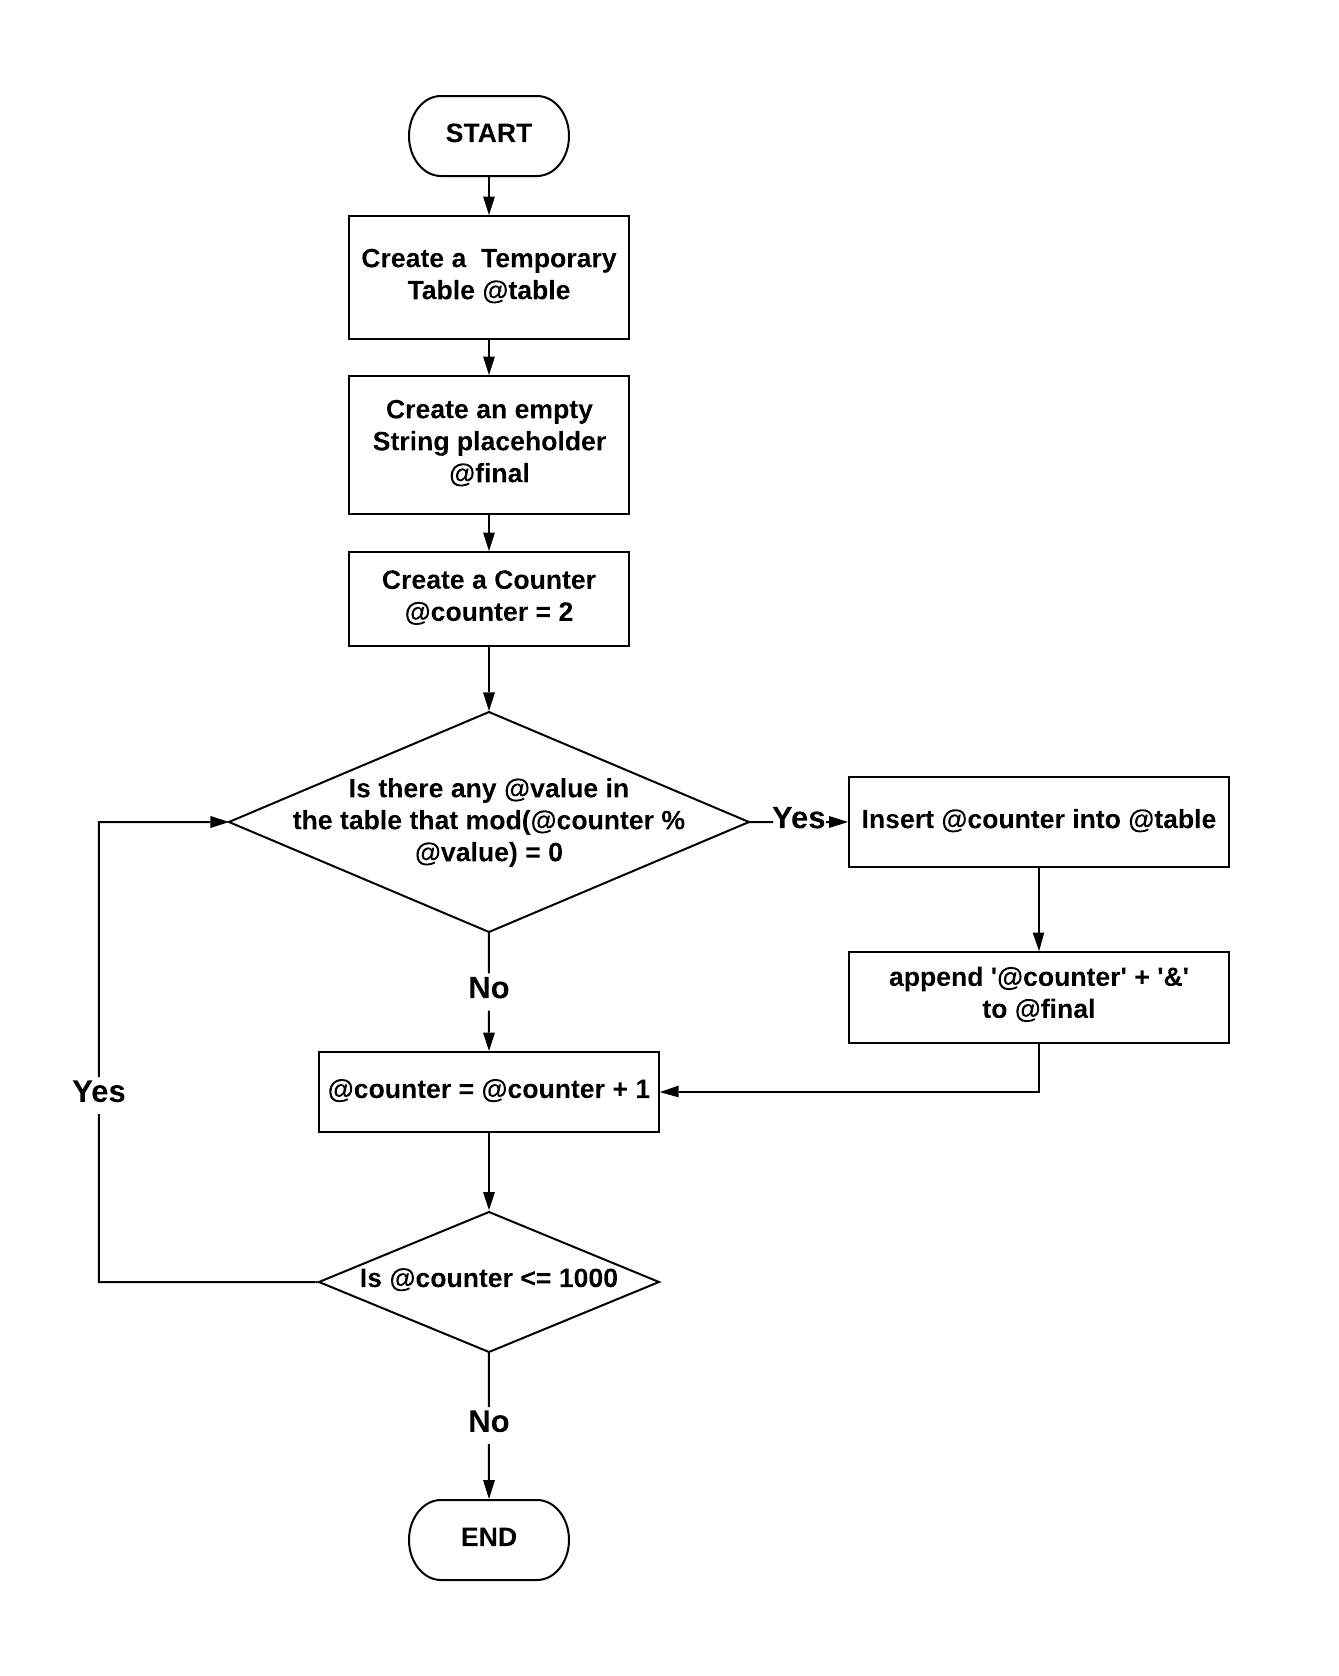 START
Create a  Temporary
Table @table
Create an empty
String placeholder
@final
Create a Counter
@counter = 2
Is there any @value in
the table that mod(@counter %
@value) = 0
Yes
Insert @counter into @table
append '@counter' + '&'
to @final
No
@counter = @counter + 1
Yes
Is @counter <= 1000
No
END